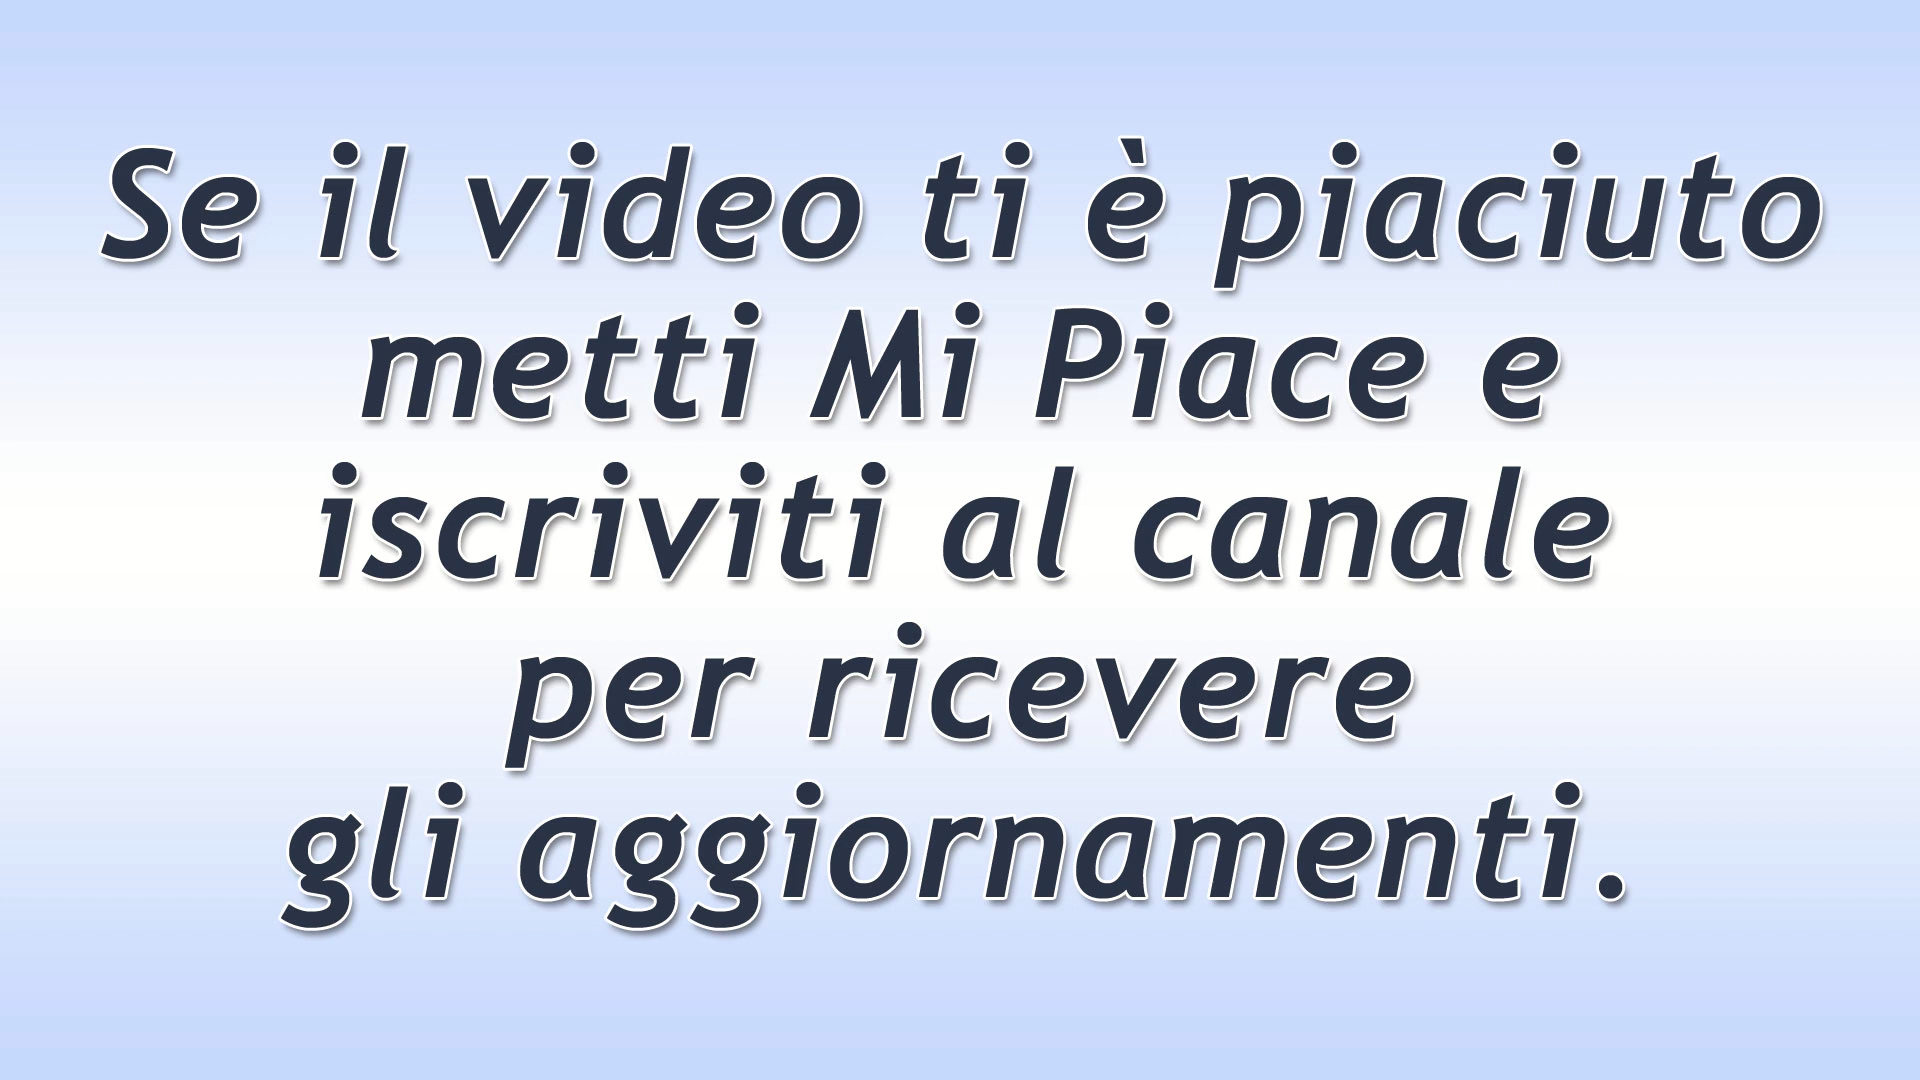 Se il video ti è piaciuto
metti Mi Piace e
iscriviti al canale
per ricevere
gli aggiornamenti.